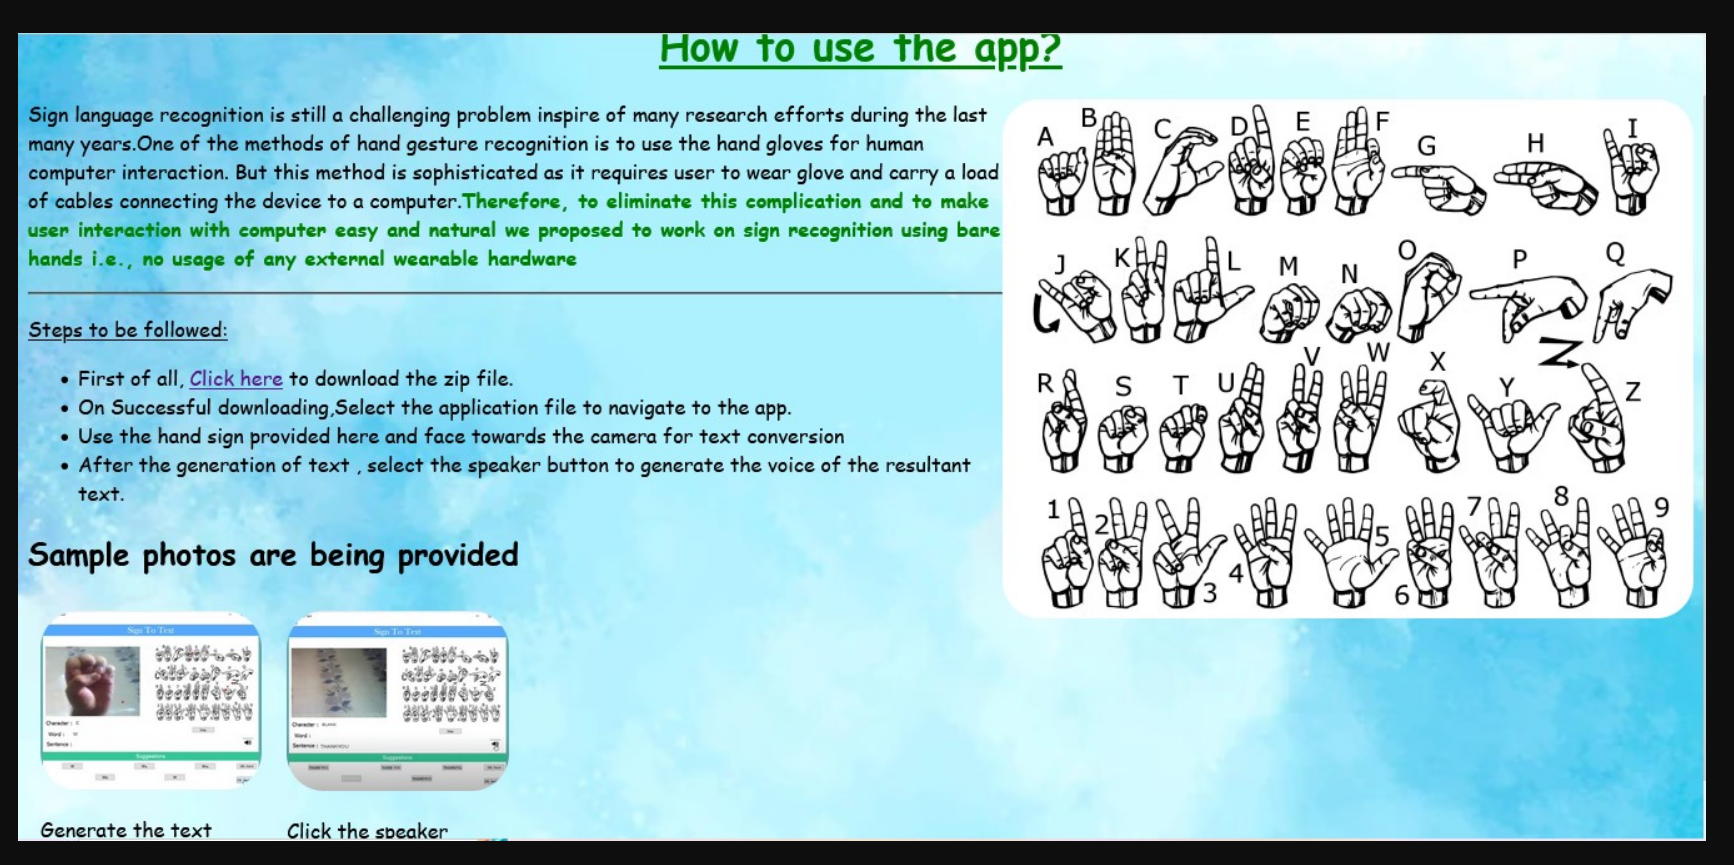 How to use the app?
Sign language recognition is still a challenging problem inspire of many research efforts during the last
many years.One of the methods of hand gesture recognition is to use the hand gloves for human
computer interaction. But this method is sophisticated as it requires user to wear glove and carry a load
of cables connecting the device to a computer.Therefore, to eliminate this complication and to make
user interaction with computer easy and natural we proposed to work on sign recognition using bare
hands i.e., no usage of any external wearable hardware
Steps to be followed:
• First of all, Click here to download the zip file.
• On Successful downloading,Select the application file to navigate to the app.
• Use the hand sign provided here and face towards the camera for text conversion
• After the generation of text , select the speaker button to generate the voice of the resultant
text.
Sample photos are being provided
Sign To Text
Character :
Word :
Sentence :
Suggestions
Generate the text
Sign To Text
Character : BLANK
Word :
Sentence : THANKYOU
Suggestions
Click the speaker
A B C D E F G H I
J K L M N O P Q
R S T U V W X Y Z
Z
1 2 3 4 5 6 7 8 9